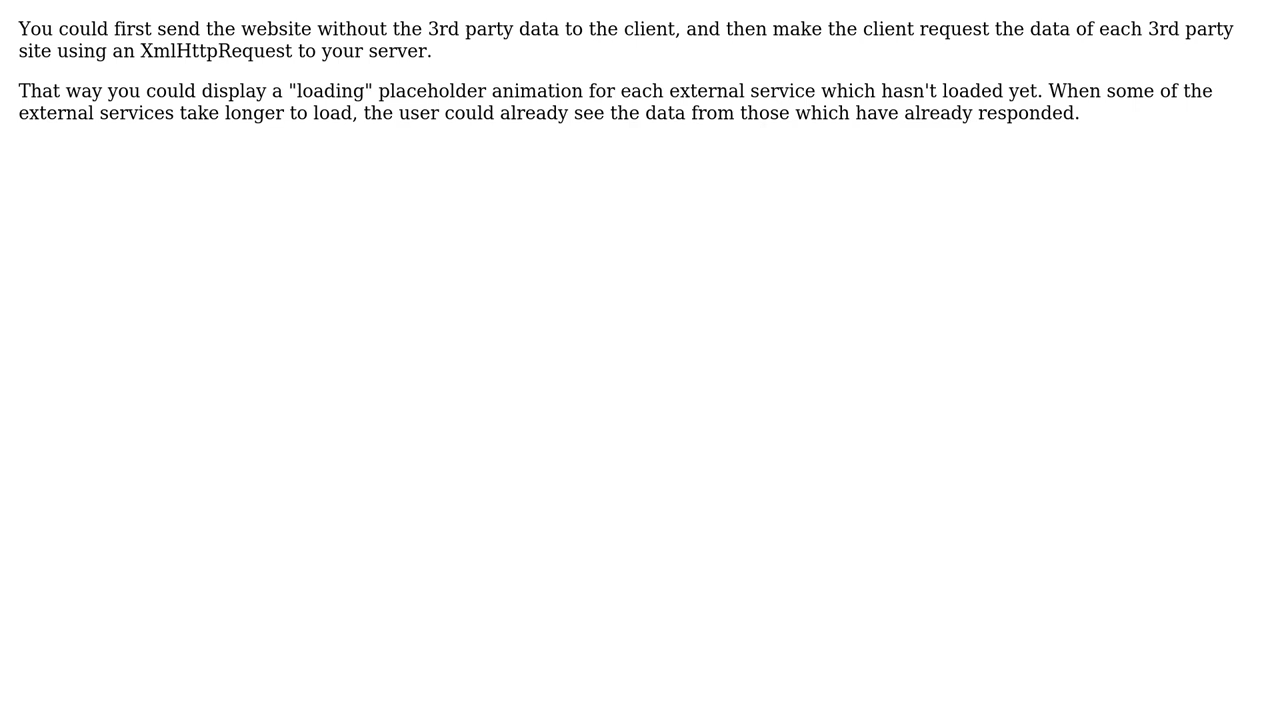 You could first send the website without the 3rd party data to the client, and then make the client request the data of each 3rd party
site using an XmlHttpRequest to your server.
That way you could display a "loading" placeholder animation for each external service which hasn't loaded yet. When some of the
external services take longer to load, the user could already see the data from those which have already responded.